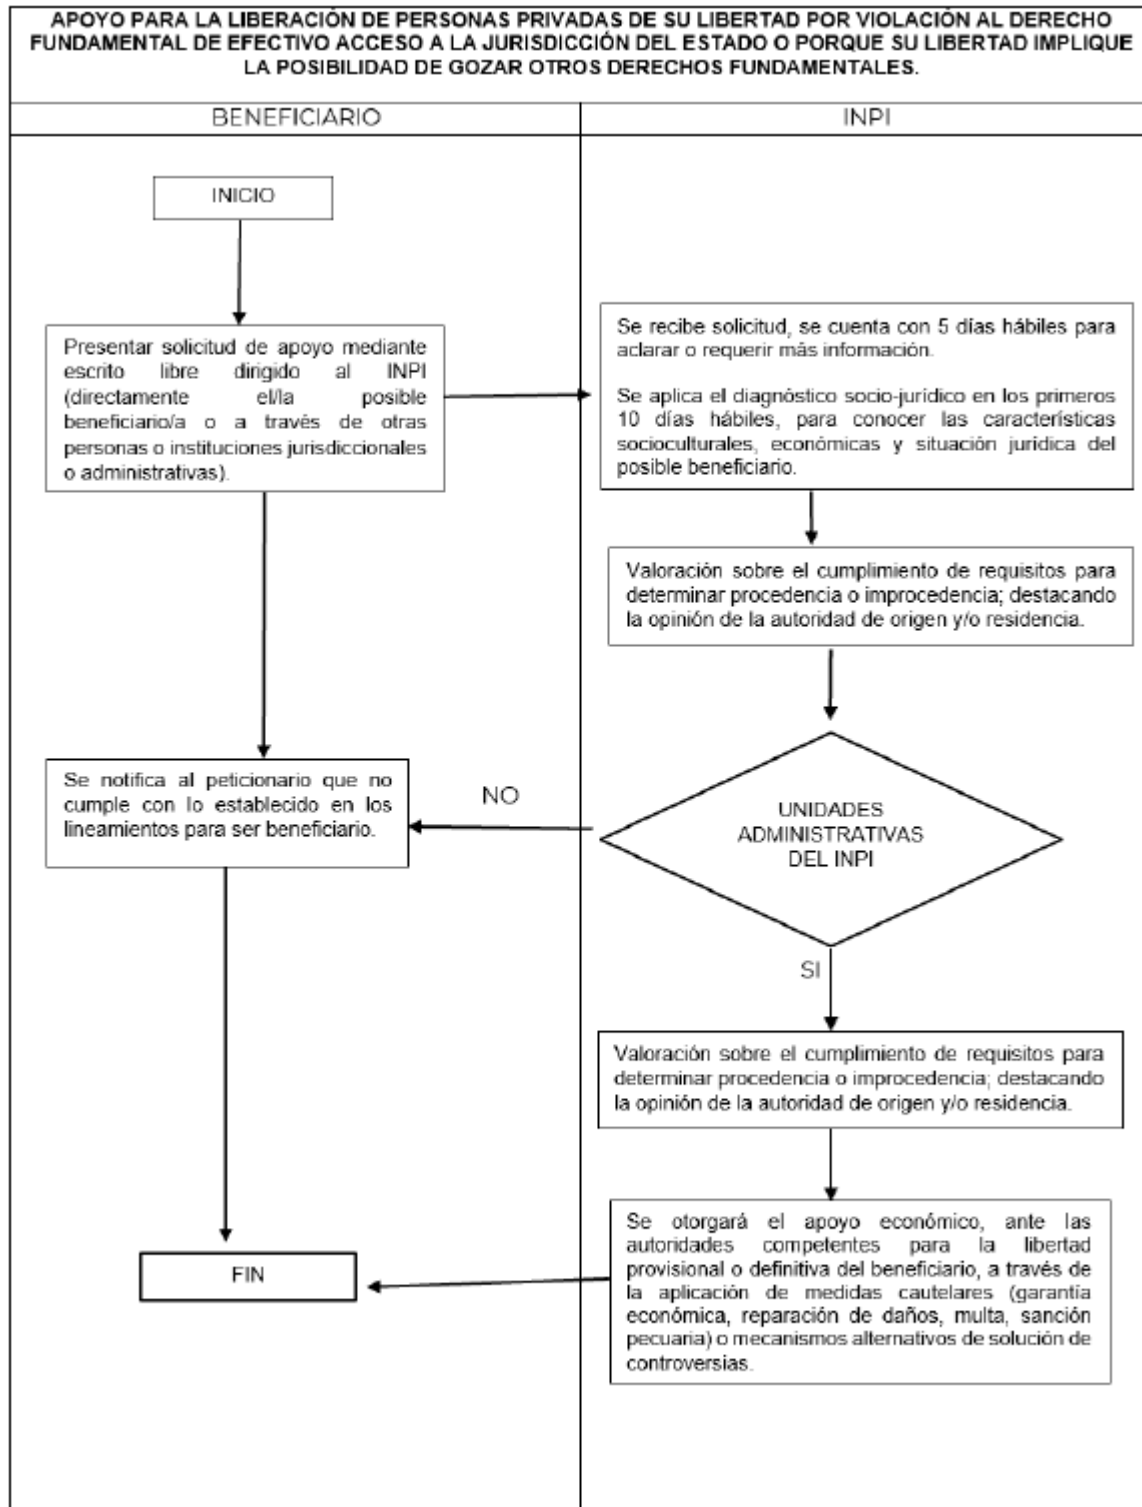 APOYO PARA LA LIBERACIÓN DE PERSONAS PRIVADAS DE SU LIBERTAD POR VIOLACIÓN AL DERECHO
FUNDAMENTAL DE EFECTIVO ACCESO A LA JURISDICCIÓN DEL ESTADO O PORQUE SU LIBERTAD IMPLIQUE
LA POSIBILIDAD DE GOZAR OTROS DERECHOS FUNDAMENTALES.
BENEFICIARIO
INPI
INICIO
Presentar solicitud de apoyo mediante
escrito libre dirigido al INPI
(directamente el/la posible
beneficiario/a o a través de otras
personas o instituciones jurisdiccionales
o administrativas).
Se recibe solicitud, se cuenta con 5 días hábiles para
aclarar o requerir más información.
Se aplica el diagnóstico socio-jurídico en los primeros
10 días hábiles, para conocer las características
socioculturales, económicas y situación jurídica del
posible beneficiario.
Valoración sobre el cumplimiento de requisitos para
determinar procedencia o improcedencia; destacando
la opinión de la autoridad de origen y/o residencia.
Se notifica al peticionario que no
cumple con lo establecido en los
lineamientos para ser beneficiario.
NO
UNIDADES
ADMINISTRATIVAS
DEL INPI
SI
Valoración sobre el cumplimiento de requisitos para
determinar procedencia o improcedencia; destacando
la opinión de la autoridad de origen y/o residencia.
Se otorgará el apoyo económico, ante las
autoridades competentes para la libertad
provisional o definitiva del beneficiario, a través de
la aplicación de medidas cautelares (garantía
económica, reparación de daños, multa, sanción
pecuaria) o mecanismos alternativos de solución de
controversias.
FIN